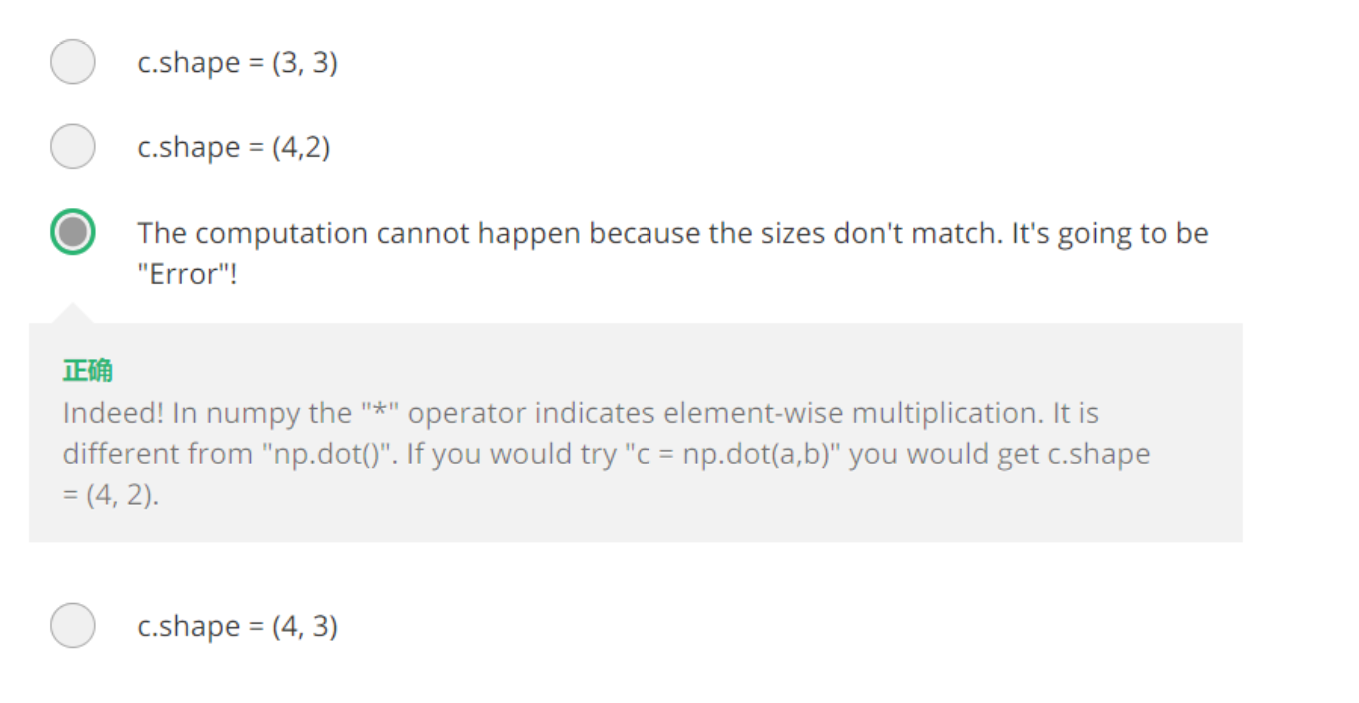 c.shape = (3, 3)
c.shape = (4,2)
The computation cannot happen because the sizes don't match. It's going to be
"Error"!
正确
Indeed! In numpy the "*" operator indicates element-wise multiplication. It is
different from "np.dot()". If you would try "c = np.dot(a,b)" you would get c.shape
= (4, 2).
c.shape = (4, 3)